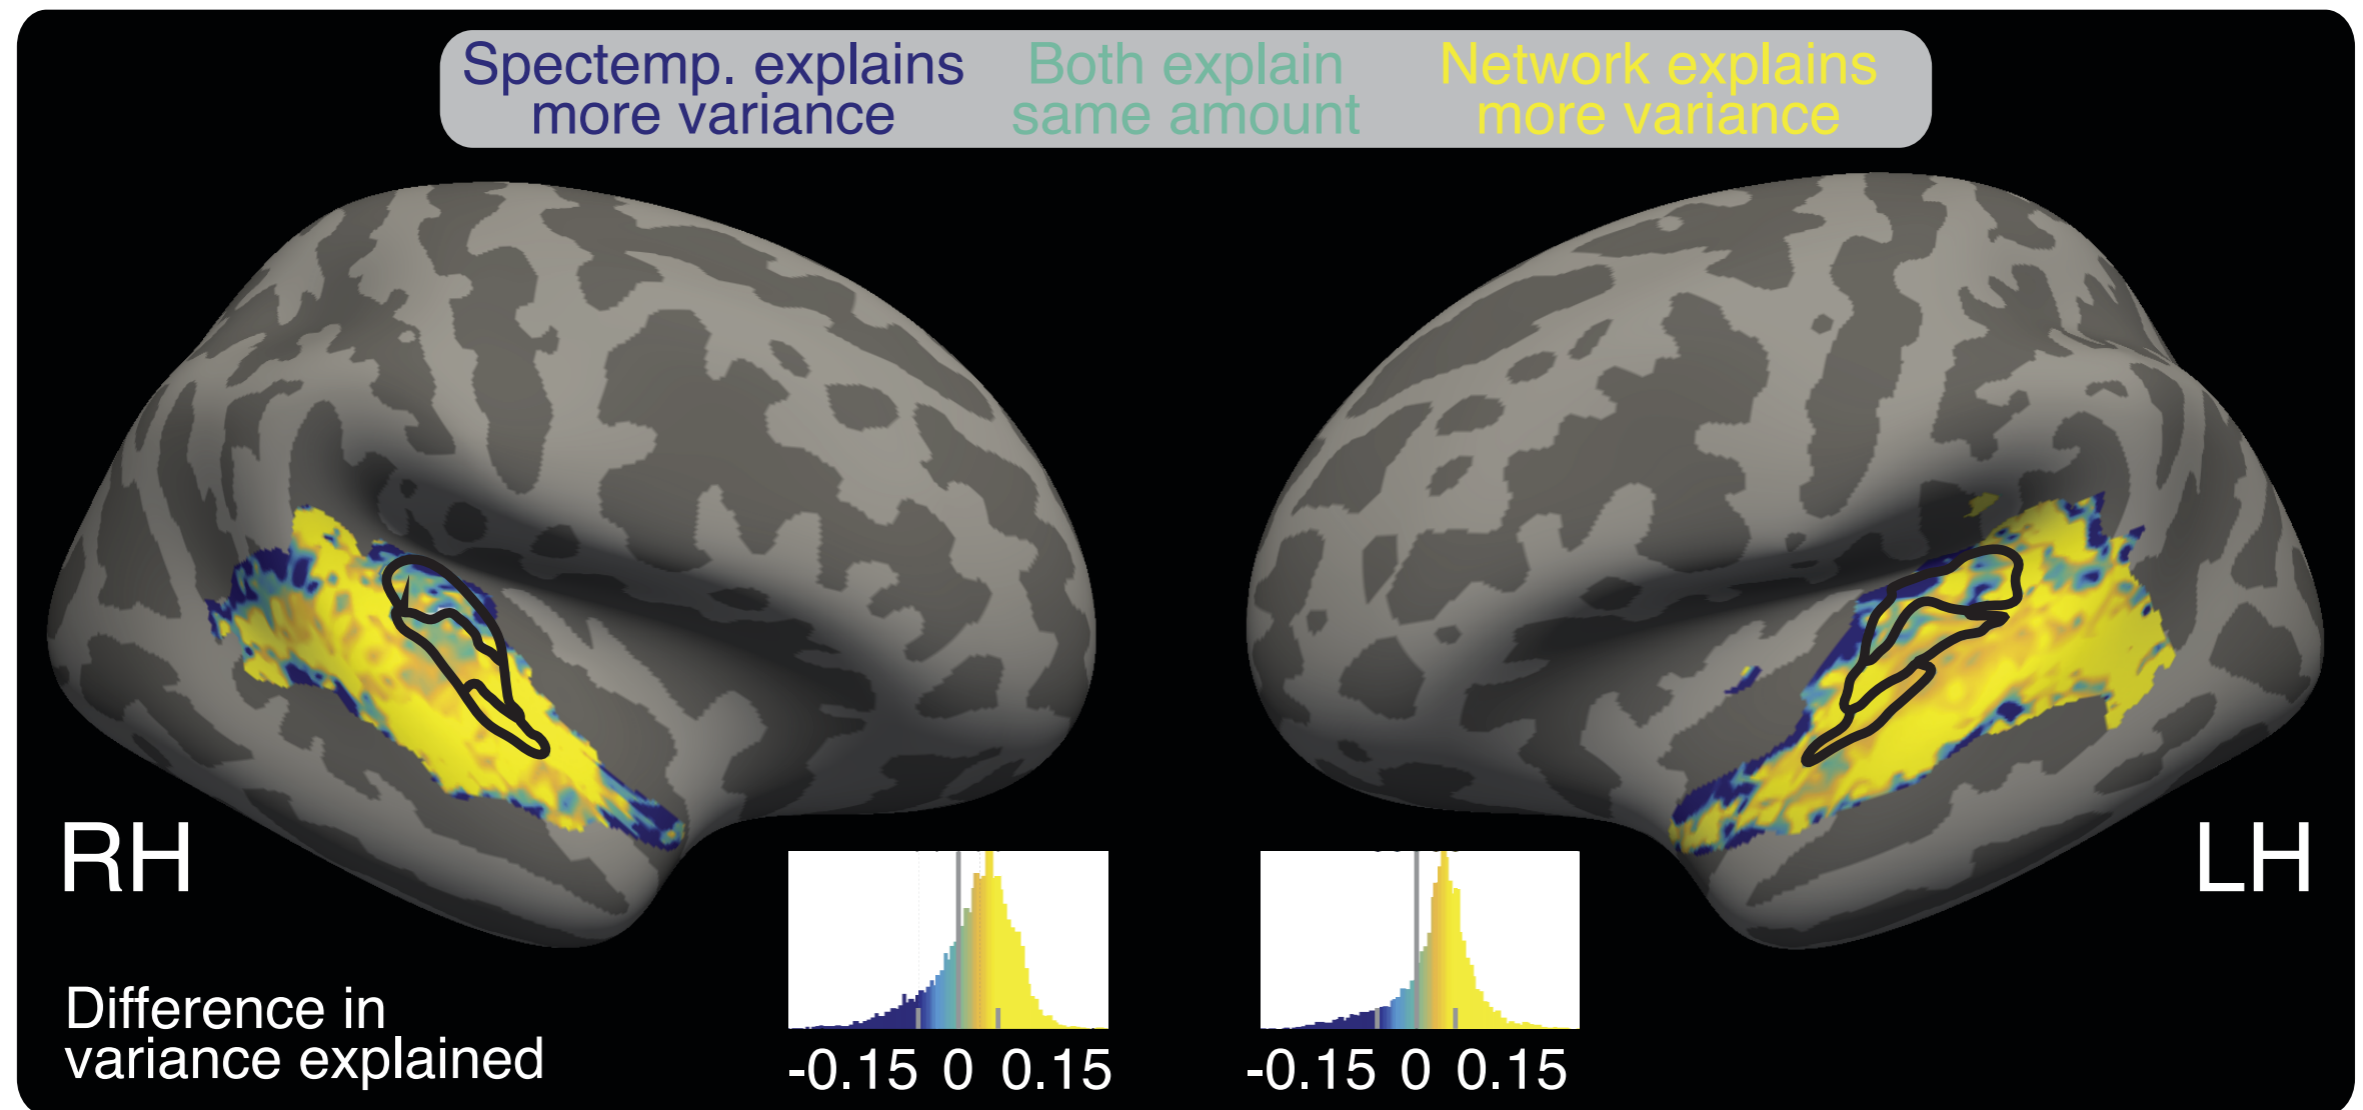 Spectemp. explains
more variance
Both explain
same amount
Network explains
more variance
RH
LH
Difference in
variance explained
-0.15 0 0.15
-0.15 0 0.15